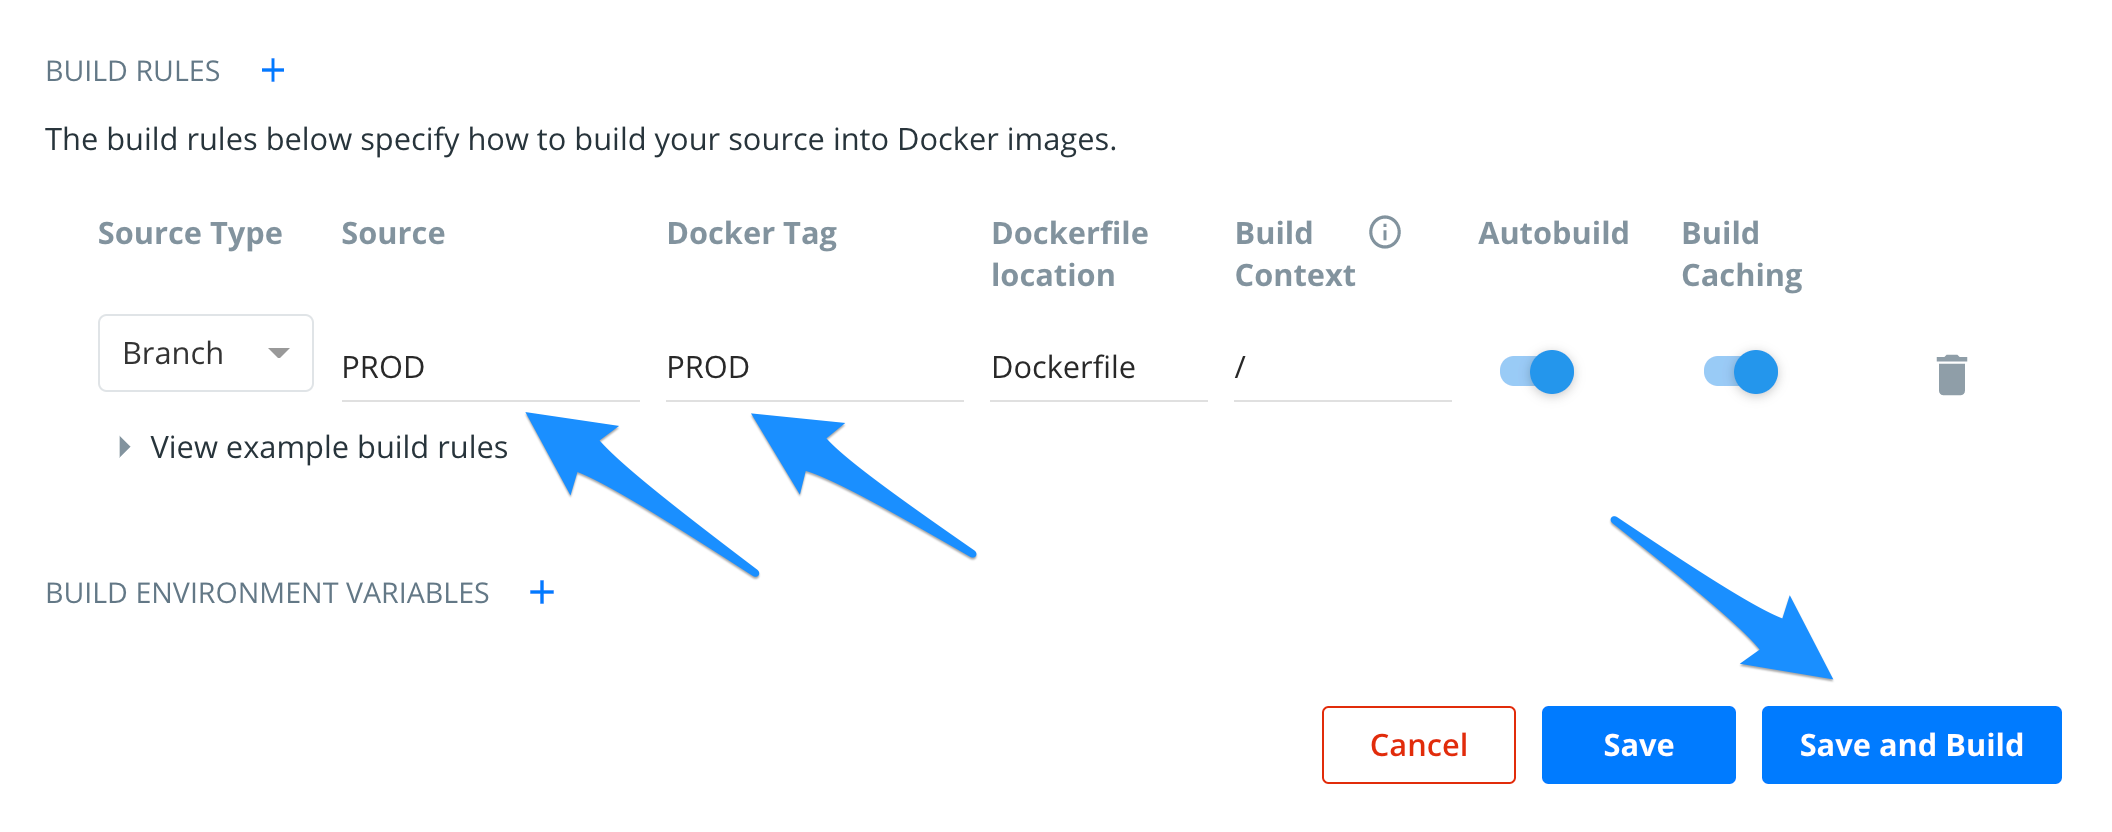 BUILD RULES +
The build rules below specify how to build your source into Docker images.
Source Type Source Docker Tag Dockerfile location Build Context Autobuild Build Caching
Branch PROD PROD Dockerfile /
View example build rules
BUILD ENVIRONMENT VARIABLES +
Cancel Save Save and Build